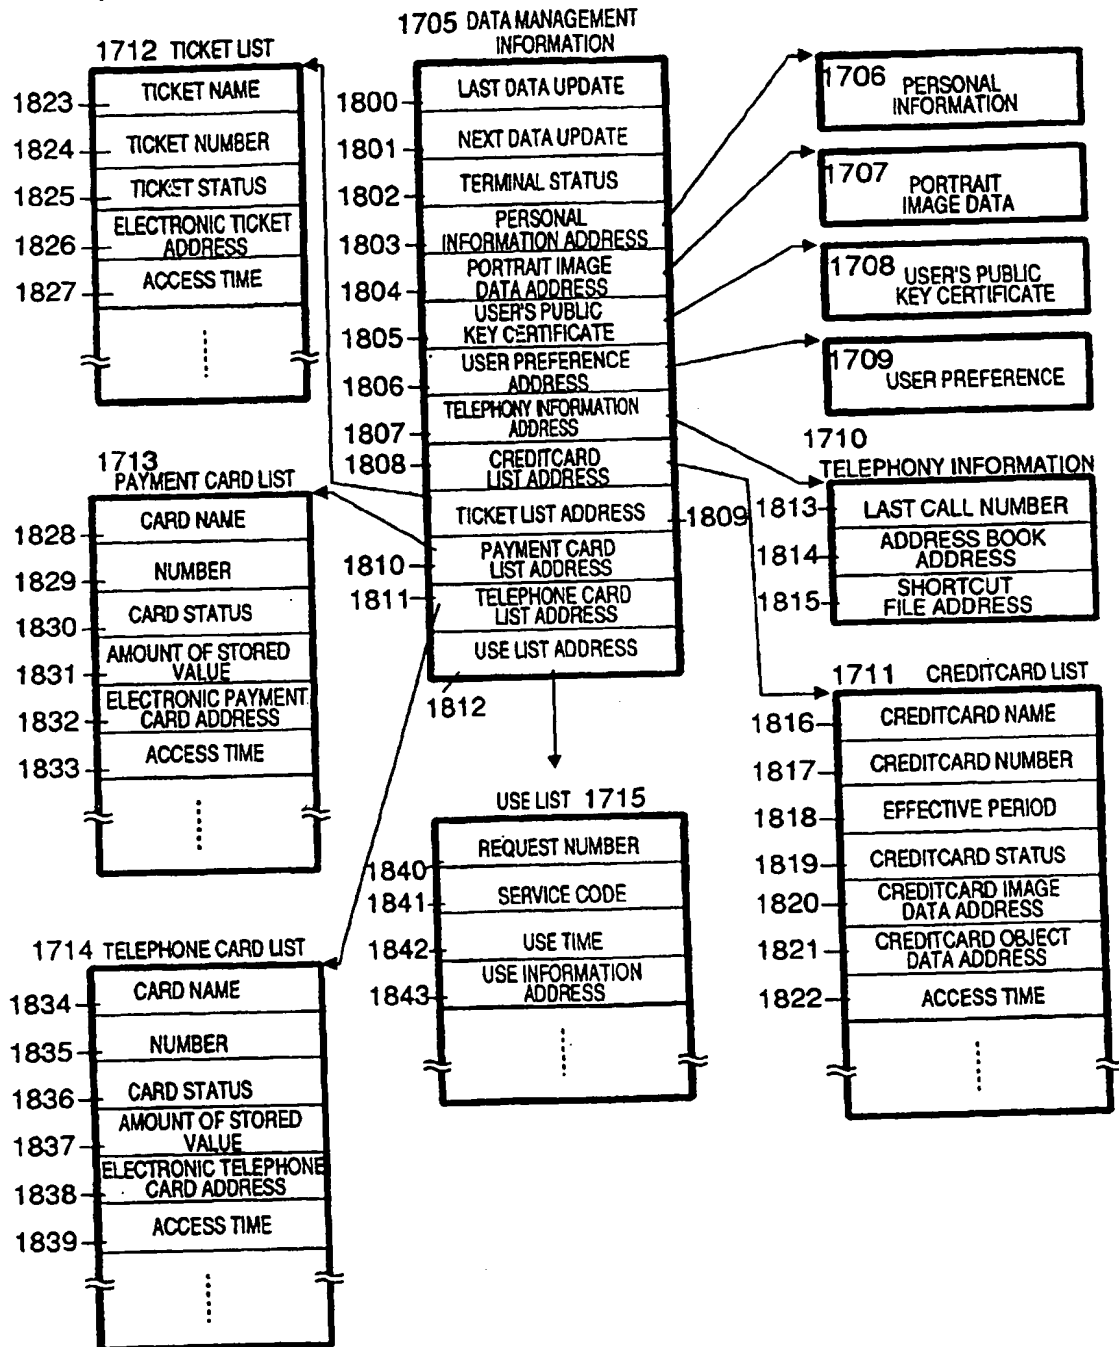 1705 DATA MANAGEMENT
INFORMATION
1800 LAST DATA UPDATE
1801 NEXT DATA UPDATE
1802 TERMINAL STATUS
1803 PERSONAL
INFORMATION ADDRESS
1804 PORTRAIT IMAGE
DATA ADDRESS
1805 USER'S PUBLIC
KEY CERTIFICATE
1806 USER PREFERENCE
ADDRESS
1807 TELEPHONY INFORMATION
ADDRESS
1808 CREDITCARD
LIST ADDRESS
TICKET LIST ADDRESS 1809
1810 PAYMENT CARD
LIST ADDRESS
1811 TELEPHONE CARD
LIST ADDRESS
USE LIST ADDRESS
1812
1712 TICKET LIST
1823 TICKET NAME
1824 TICKET NUMBER
1825 TICKET STATUS
1826 ELECTRONIC TICKET
ADDRESS
1827 ACCESS TIME
1713
PAYMENT CARD LIST
1828 CARD NAME
1829 NUMBER
1830 CARD STATUS
1831 AMOUNT OF STORED
VALUE
1832 ELECTRONIC PAYMENT
CARD ADDRESS
1833 ACCESS TIME
1714 TELEPHONE CARD LIST
1834 CARD NAME
1835 NUMBER
1836 CARD STATUS
1837 AMOUNT OF STORED
VALUE
1838 ELECTRONIC TELEPHONE
CARD ADDRESS
1839 ACCESS TIME
USE LIST 1715
1840 REQUEST NUMBER
1841 SERVICE CODE
1842 USE TIME
1843 USE INFORMATION
ADDRESS
1706 PERSONAL
INFORMATION
1707 PORTRAIT
IMAGE DATA
1708 USER'S PUBLIC
KEY CERTIFICATE
1709 USER PREFERENCE
1710
TELEPHONY INFORMATION
1813 LAST CALL NUMBER
1814 ADDRESS BOOK
ADDRESS
1815 SHORTCUT
FILE ADDRESS
1711 CREDITCARD LIST
1816 CREDITCARD NAME
1817 CREDITCARD NUMBER
1818 EFFECTIVE PERIOD
1819 CREDITCARD STATUS
1820 CREDITCARD IMAGE
DATA ADDRESS
1821 CREDITCARD OBJECT
DATA ADDRESS
1822 ACCESS TIME